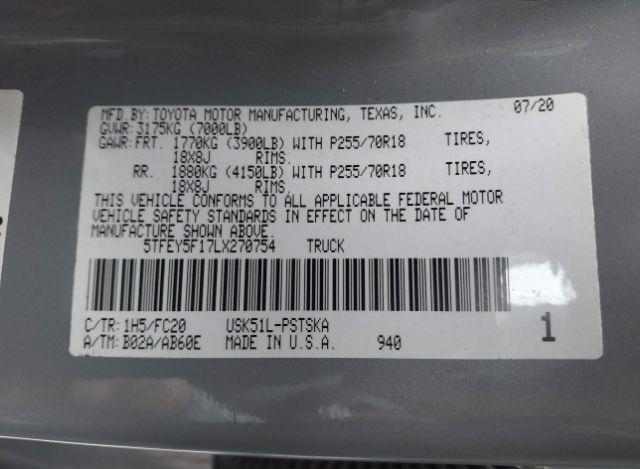 MFD.BY:TOYOTA MOTOR MANUFACTURING, TEXAS, INC. 07/20
GVWR:3175KG (7000LB)
GAWR:FRT. 1770KG (3900LB) WITH P255/70R18 TIRES,
18X8J RIMS.
RR. 1880KG (4150LB) WITH P255/70R18 TIRES,
18X8J RIMS.
THIS VEHICLE CONFORMS TO ALL APPLICABLE FEDERAL MOTOR
VEHICLE SAFETY STANDARDS IN EFFECT ON THE DATE OF
MANUFACTURE SHOWN ABOVE.
5TFEY5F17LX270754 TRUCK
C/TR:1H5/FC20 USK51L-PSTSKA 1
A/TM:B02A/AB60E MADE IN U.S.A. 940